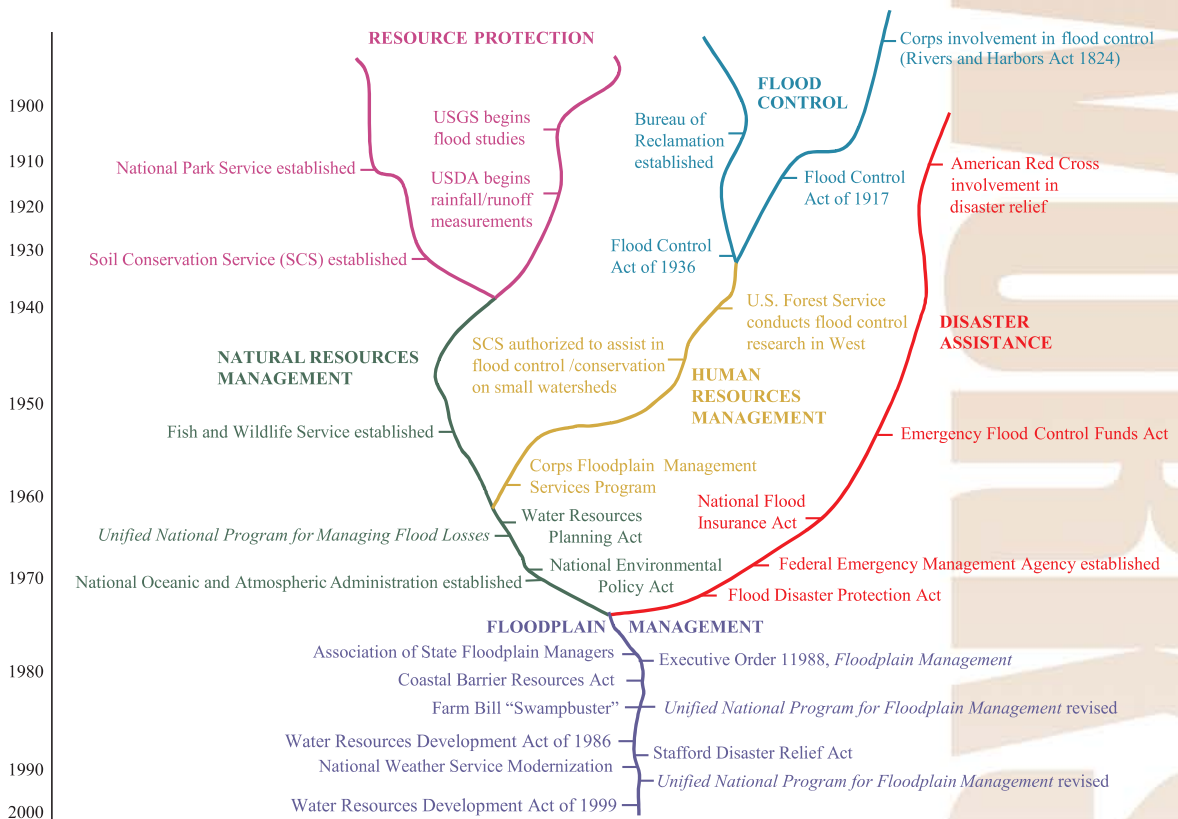 RESOURCE PROTECTION
Corps involvement in flood control
(Rivers and Harbors Act 1824)
FLOOD
CONTROL
1900
USGS begins
flood studies
Bureau of
Reclamation
established
1910
National Park Service established
American Red Cross
involvement in
disaster relief
USDA begins
rainfall/runoff
measurements
Flood Control
Act of 1917
1920
1930
Soil Conservation Service (SCS) established
Flood Control
Act of 1936
1940
U.S. Forest Service
conducts flood control
research in West
DISASTER
ASSISTANCE
NATURAL RESOURCES
MANAGEMENT
SCS authorized to assist in
flood control /conservation
on small watersheds
HUMAN
RESOURCES
MANAGEMENT
1950
Fish and Wildlife Service established
Emergency Flood Control Funds Act
Corps Floodplain Management
Services Program
1960
National Flood
Insurance Act
Water Resources
Planning Act
Unified National Program for Managing Flood Losses
1970
National Environmental
Policy Act
Federal Emergency Management Agency established
National Oceanic and Atmospheric Administration established
Flood Disaster Protection Act
FLOODPLAIN MANAGEMENT
Association of State Floodplain Managers
Executive Order 11988, Floodplain Management
1980
Coastal Barrier Resources Act
Farm Bill “Swampbuster”
Unified National Program for Floodplain Management revised
Water Resources Development Act of 1986
Stafford Disaster Relief Act
1990
National Weather Service Modernization
Unified National Program for Floodplain Management revised
Water Resources Development Act of 1999
2000